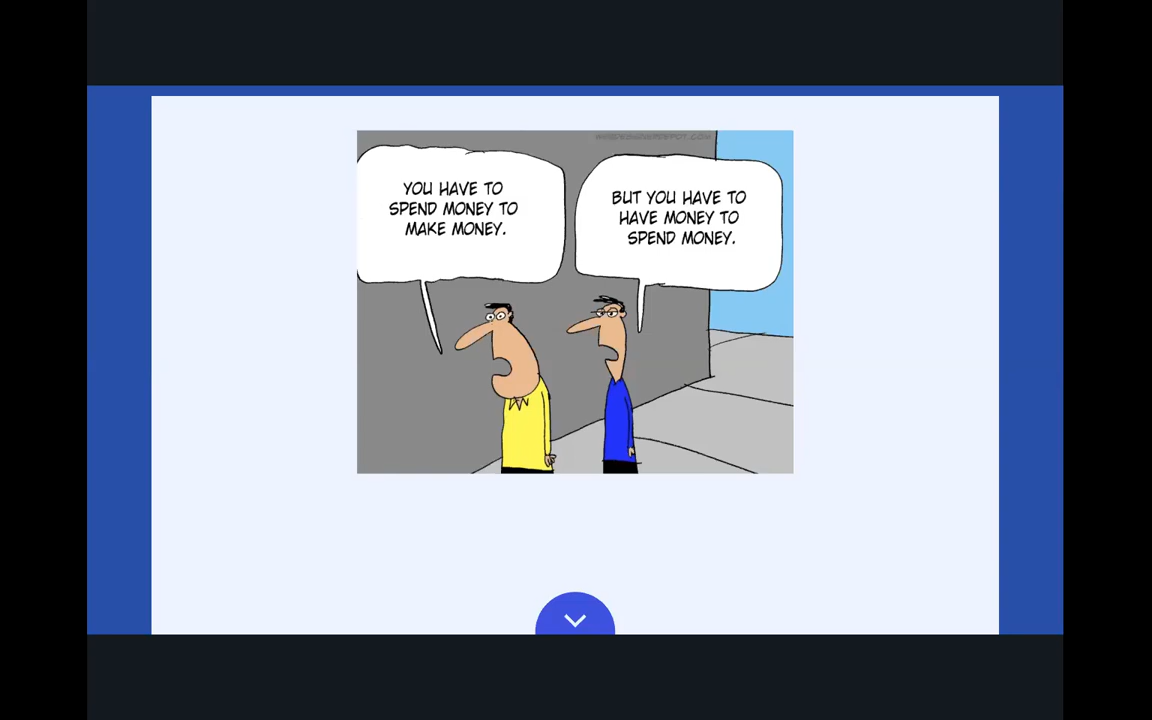 YOU HAVE TO
SPEND MONEY TO
MAKE MONEY.
BUT YOU HAVE TO
HAVE MONEY TO
SPEND MONEY.